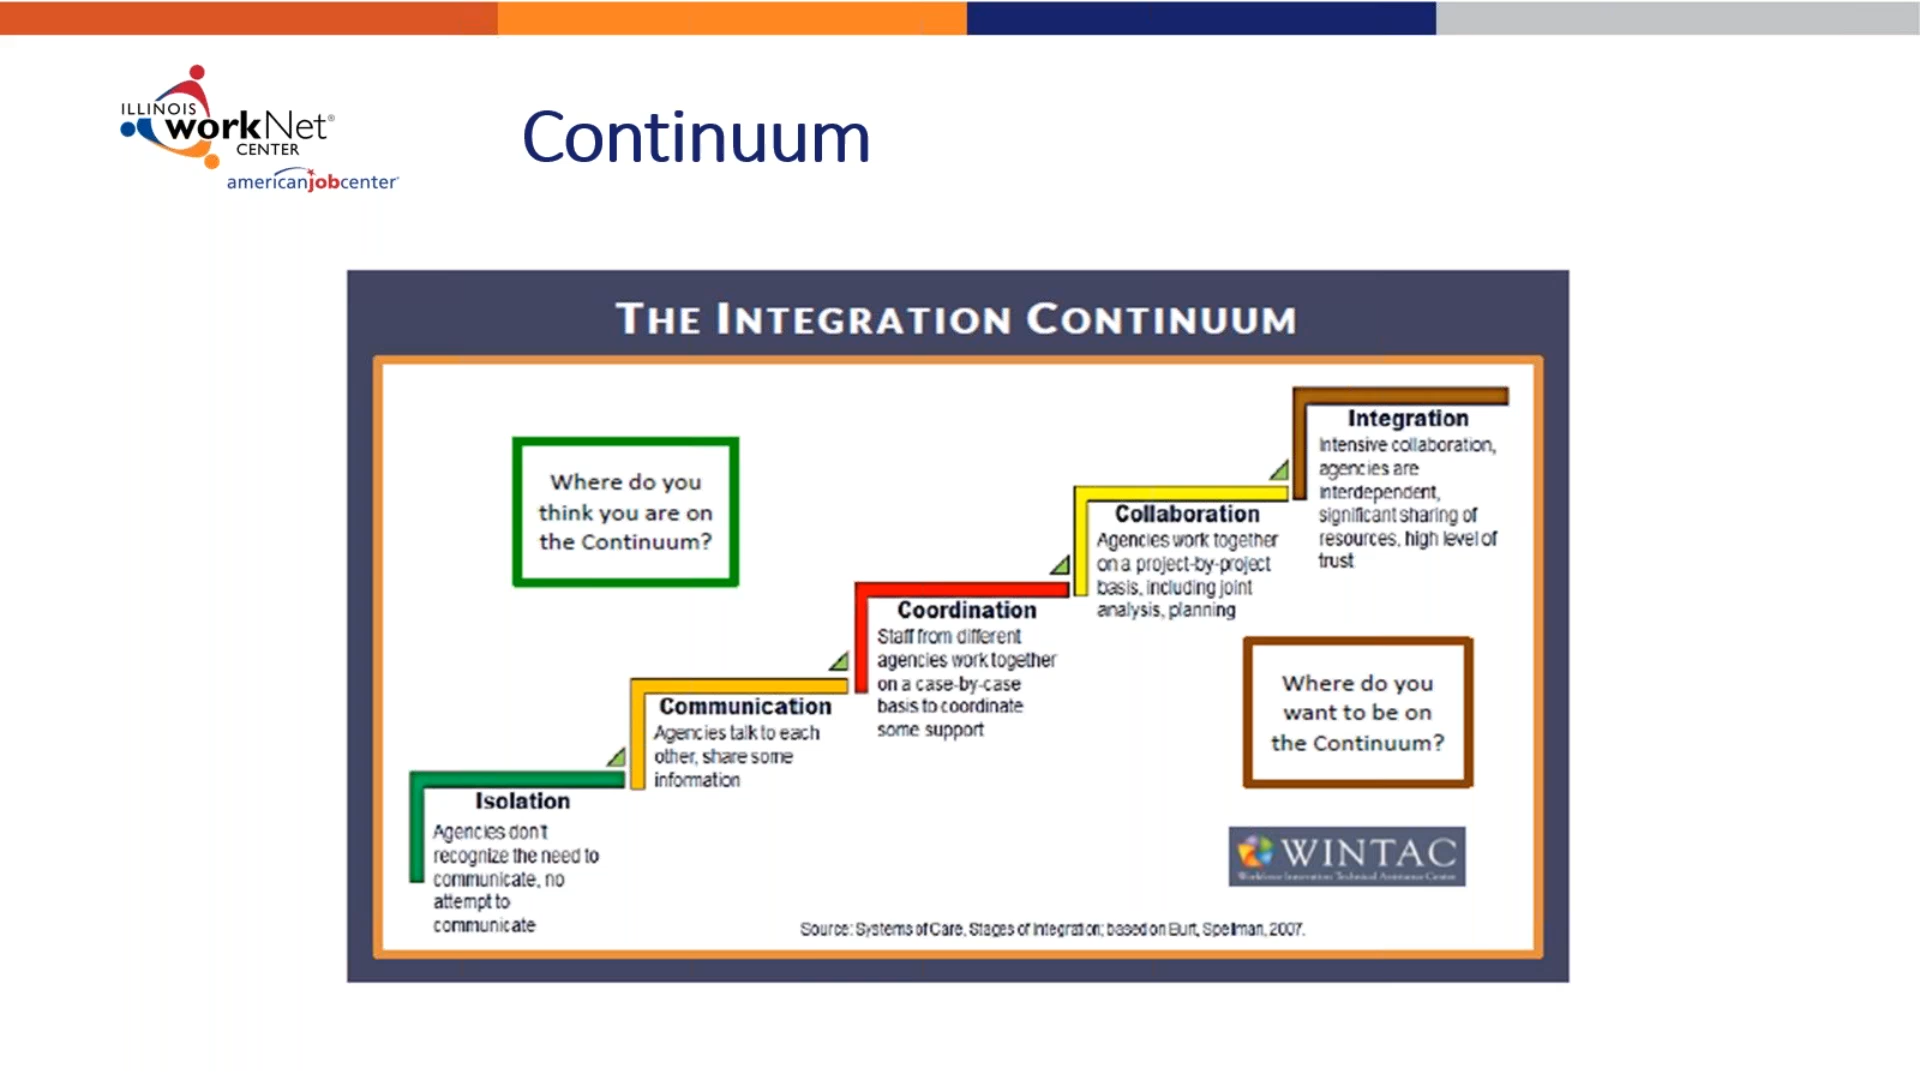 ILLINOIS
workNet®
CENTER
americanjobcenter
Continuum
THE INTEGRATION CONTINUUM
Where do you
think you are on
the Continuum?
Isolation
Agencies don't
recognize the need to
communicate, no
attempt to
communicate
Communication
Agencies talk to each
other, share some
information
Coordination
Staff from different
agencies work together
on a case-by-case
basis to coordinate
some support
Collaboration
Agencies work together
on a project-by-project
basis, including joint
analysis, planning
Integration
Intensive collaboration,
agencies are
interdependent,
significant sharing of
resources, high level of
trust
Where do you
want to be on
the Continuum?
WINTAC
Workforce Innovation Technical Assistance Center
Source: Systems of Care, Stages of Integration; based on Burt, Spellman, 2007.